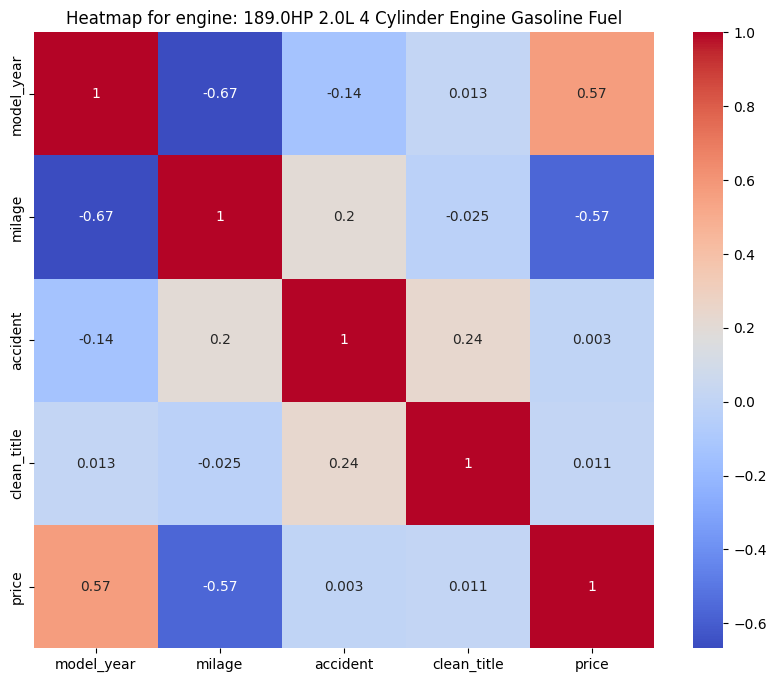 Heatmap for engine: 189.0HP 2.0L 4 Cylinder Engine Gasoline Fuel
model_year
1 -0.67 -0.14 0.013 0.57
milage
-0.67 1 0.2 -0.025 -0.57
accident
-0.14 0.2 1 0.24 0.003
clean_title
0.013 -0.025 0.24 1 0.011
price
0.57 -0.57 0.003 0.011 1
model_year milage accident clean_title price
1.0
0.8
0.6
0.4
0.2
0.0
−0.2
−0.4
−0.6